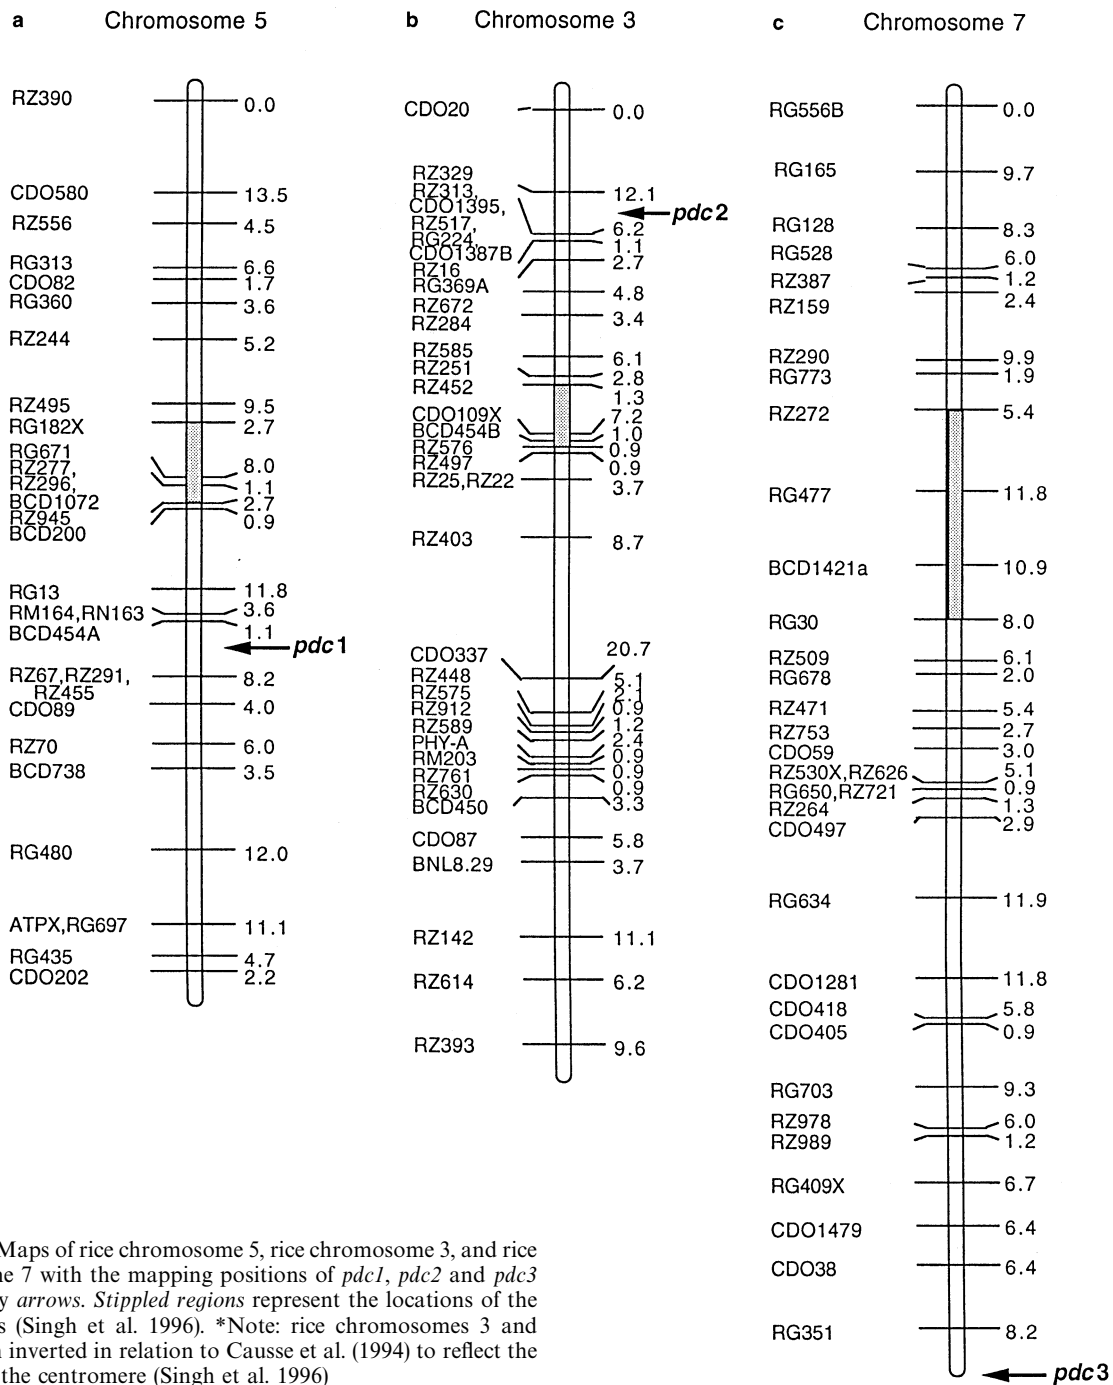 a Chromosome 5
RZ390 0.0
CDO580 13.5
RZ556 4.5
RG313 6.6
CDO82 1.7
RG360 3.6
RZ244 5.2
RZ495 9.5
RG182X 2.7
RG671
RZ277, 8.0
RZ296, 1.1
BCD1072 2.7
RZ945 0.9
BCD200
RG13 11.8
RM164,RN163 3.6
BCD454A 1.1
pdc1
RZ67,RZ291, 8.2
RZ455
CDO89 4.0
RZ70 6.0
BCD738 3.5
RG480 12.0
ATPX,RG697 11.1
RG435 4.7
CDO202 2.2
b Chromosome 3
CDO20 0.0
RZ329
RZ313, 12.1
CDO1395,
pdc2
RZ517, 6.2
RG224, 1.1
CDO1387B 2.7
RZ16
RG369A 4.8
RZ672 3.4
RZ284
RZ585 6.1
RZ251 2.8
RZ452 1.3
CDO109X 7.2
BCD454B 1.0
RZ576 0.9
RZ497 0.9
RZ25,RZ22 3.7
RZ403 8.7
CDO337 20.7
RZ448 5.1
RZ575 2.1
RZ912 0.9
RZ589 1.2
PHY-A 2.4
RM203 0.9
RZ761 0.9
RZ630 0.9
BCD450 3.3
CDO87 5.8
BNL8.29 3.7
RZ142 11.1
RZ614 6.2
RZ393 9.6
c Chromosome 7
RG556B 0.0
RG165 9.7
RG128 8.3
RG528 6.0
RZ387 1.2
RZ159 2.4
RZ290 9.9
RG773 1.9
RZ272 5.4
RG477 11.8
BCD1421a 10.9
RG30 8.0
RZ509 6.1
RG678 2.0
RZ471 5.4
RZ753 2.7
CDO59 3.0
RZ530X,RZ626 5.1
RG650,RZ721 0.9
RZ264 1.3
CDO497 2.9
RG634 11.9
CDO1281 11.8
CDO418 5.8
CDO405 0.9
RG703 9.3
RZ978 6.0
RZ989 1.2
RG409X 6.7
CDO1479 6.4
CDO38 6.4
RG351 8.2
pdc3
Maps of rice chromosome 5, rice chromosome 3, and rice
ne 7 with the mapping positions of pdc1, pdc2 and pdc3
y arrows. Stippled regions represent the locations of the
s (Singh et al. 1996). *Note: rice chromosomes 3 and
n inverted in relation to Causse et al. (1994) to reflect the
the centromere (Singh et al. 1996)